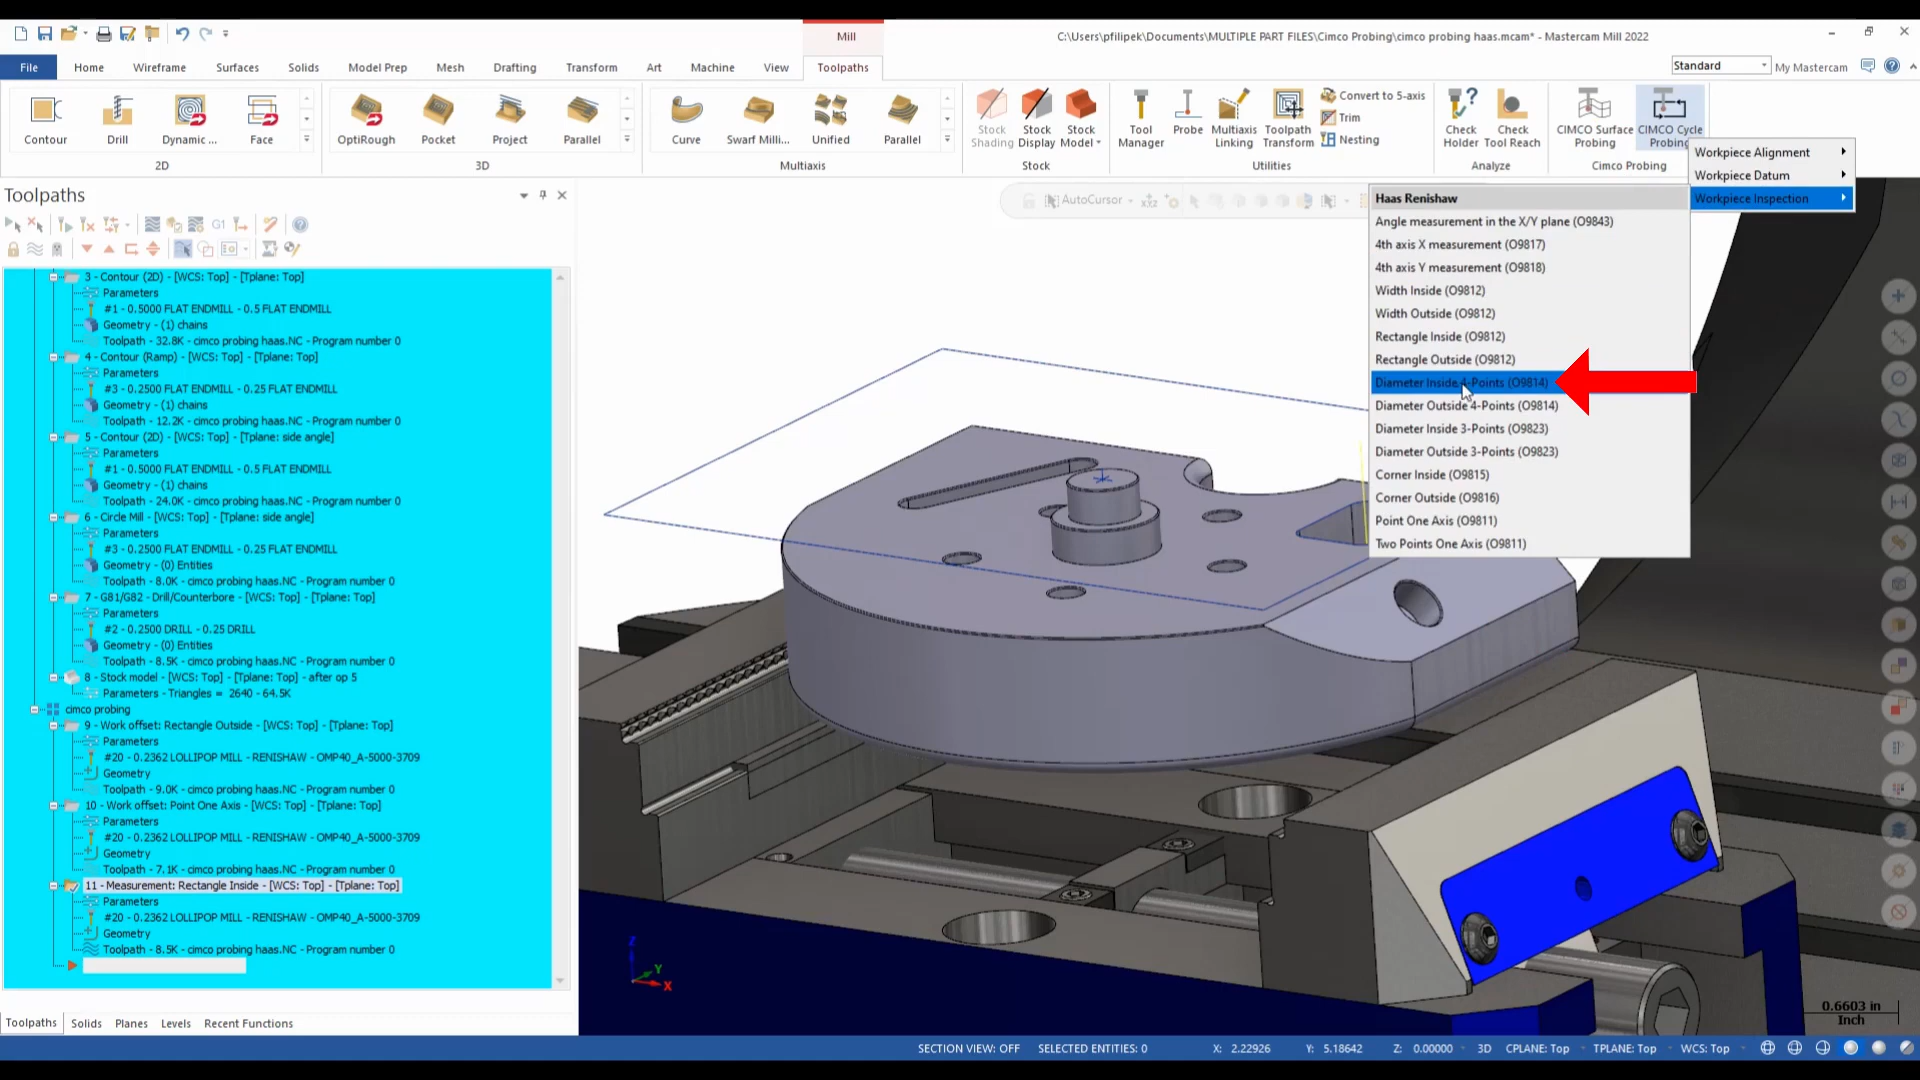 Mill
C:\Users\pfilipek\Documents\MULTIPLE PART FILES\Cimco Probing\cimco probing haas.mcam* - Mastercam Mill 2022
File
Home
Wireframe
Surfaces
Solids
Model Prep
Mesh
Drafting
Transform
Art
Machine
View
Toolpaths
Standard
My Mastercam
Contour
Drill
Dynamic ...
Face
OptiRough
Pocket
Project
Parallel
Curve
Swarf Milli...
Unified
Parallel
Stock Shading
Stock Display
Stock Model
Tool Manager
Probe
Multiaxis Linking
Toolpath Transform
Convert to 5-axis
Trim
Nesting
Check Holder
Check Tool Reach
CIMCO Surface Probing
CIMCO Cycle Probing
2D
3D
Multiaxis
Stock
Utilities
Analyze
Cimco Probing
Workpiece Alignment
Workpiece Datum
Workpiece Inspection
Toolpaths
G1
AutoCursor
Haas Renishaw
Angle measurement in the X/Y plane (O9843)
4th axis X measurement (O9817)
4th axis Y measurement (O9818)
Width Inside (O9812)
Width Outside (O9812)
Rectangle Inside (O9812)
Rectangle Outside (O9812)
Diameter Inside 4-Points (O9814)
Diameter Outside 4-Points (O9814)
Diameter Inside 3-Points (O9823)
Diameter Outside 3-Points (O9823)
Corner Inside (O9815)
Corner Outside (O9816)
Point One Axis (O9811)
Two Points One Axis (O9811)
3 - Contour (2D) - [WCS: Top] - [Tplane: Top]
Parameters
#1 - 0.5000 FLAT ENDMILL - 0.5 FLAT ENDMILL
Geometry - (1) chains
Toolpath - 32.8K - cimco probing haas.NC - Program number 0
4 - Contour (Ramp) - [WCS: Top] - [Tplane: Top]
Parameters
#3 - 0.2500 FLAT ENDMILL - 0.25 FLAT ENDMILL
Geometry - (1) chains
Toolpath - 12.2K - cimco probing haas.NC - Program number 0
5 - Contour (2D) - [WCS: Top] - [Tplane: side angle]
Parameters
#1 - 0.5000 FLAT ENDMILL - 0.5 FLAT ENDMILL
Geometry - (1) chains
Toolpath - 24.0K - cimco probing haas.NC - Program number 0
6 - Circle Mill - [WCS: Top] - [Tplane: side angle]
Parameters
#3 - 0.2500 FLAT ENDMILL - 0.25 FLAT ENDMILL
Geometry - (0) Entities
Toolpath - 8.0K - cimco probing haas.NC - Program number 0
7 - G81/G82 - Drill/Counterbore - [WCS: Top] - [Tplane: Top]
Parameters
#2 - 0.2500 DRILL - 0.25 DRILL
Geometry - (0) Entities
Toolpath - 8.5K - cimco probing haas.NC - Program number 0
8 - Stock model - [WCS: Top] - [Tplane: Top] - after op 5
Parameters - Triangles = 2640 - 64.5K
cimco probing
9 - Work offset: Rectangle Outside - [WCS: Top] - [Tplane: Top]
Parameters
#20 - 0.2362 LOLLIPOP MILL - RENISHAW - OMP40_A-5000-3709
Geometry
Toolpath - 9.0K - cimco probing haas.NC - Program number 0
10 - Work offset: Point One Axis - [WCS: Top] - [Tplane: Top]
Parameters
#20 - 0.2362 LOLLIPOP MILL - RENISHAW - OMP40_A-5000-3709
Geometry
Toolpath - 7.1K - cimco probing haas.NC - Program number 0
11 - Measurement: Rectangle Inside - [WCS: Top] - [Tplane: Top]
Parameters
#20 - 0.2362 LOLLIPOP MILL - RENISHAW - OMP40_A-5000-3709
Geometry
Toolpath - 8.5K - cimco probing haas.NC - Program number 0
Z
Y
X
0.6603 in
Inch
Toolpaths
Solids
Planes
Levels
Recent Functions
SECTION VIEW: OFF
SELECTED ENTITIES: 0
X: 2.22926
Y: 5.18642
Z: 0.00000
3D
CPLANE: Top
TPLANE: Top
WCS: Top